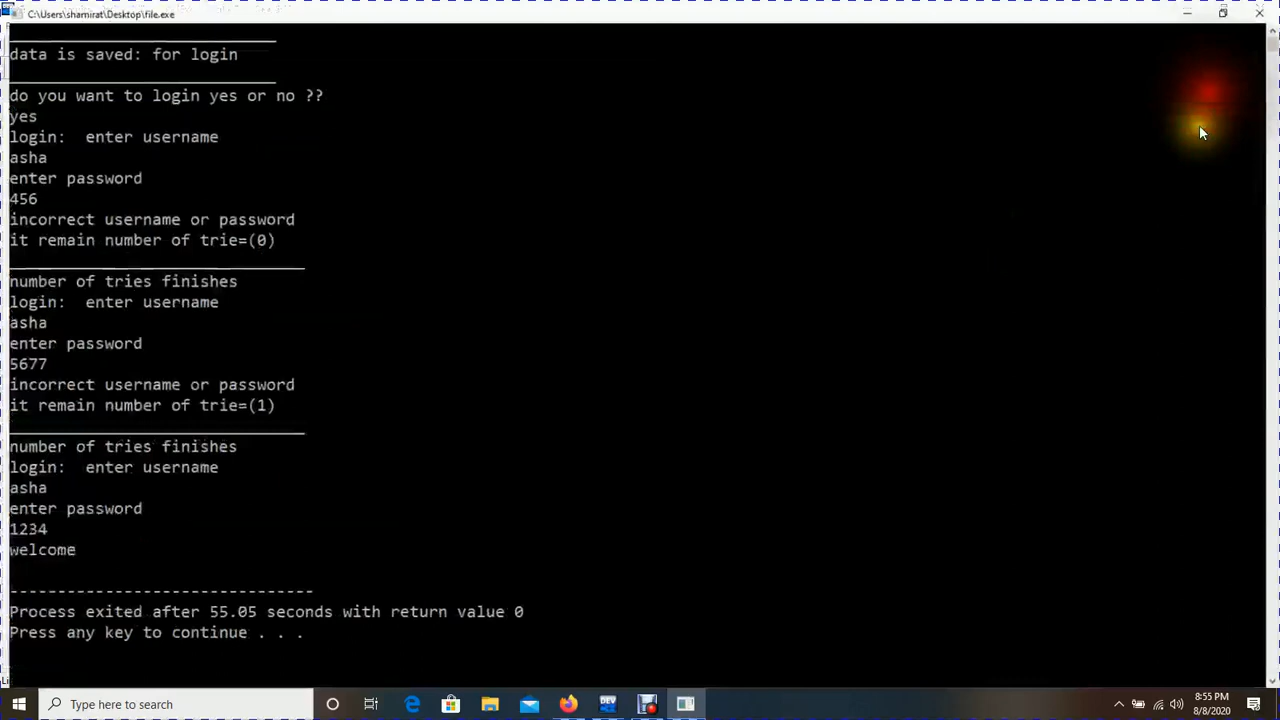 C:\Users\shamirat\Desktop\file.exe
data is saved: for login
do you want to login yes or no ??
yes
login:  enter username
asha
enter password
456
incorrect username or password
it remain number of trie=(0)
number of tries finishes
login:  enter username
asha
enter password
5677
incorrect username or password
it remain number of trie=(1)
number of tries finishes
login:  enter username
asha
enter password
1234
welcome
--------------------------------
Process exited after 55.05 seconds with return value 0
Press any key to continue . . .
Type here to search
DEV
8:55 PM
8/8/2020